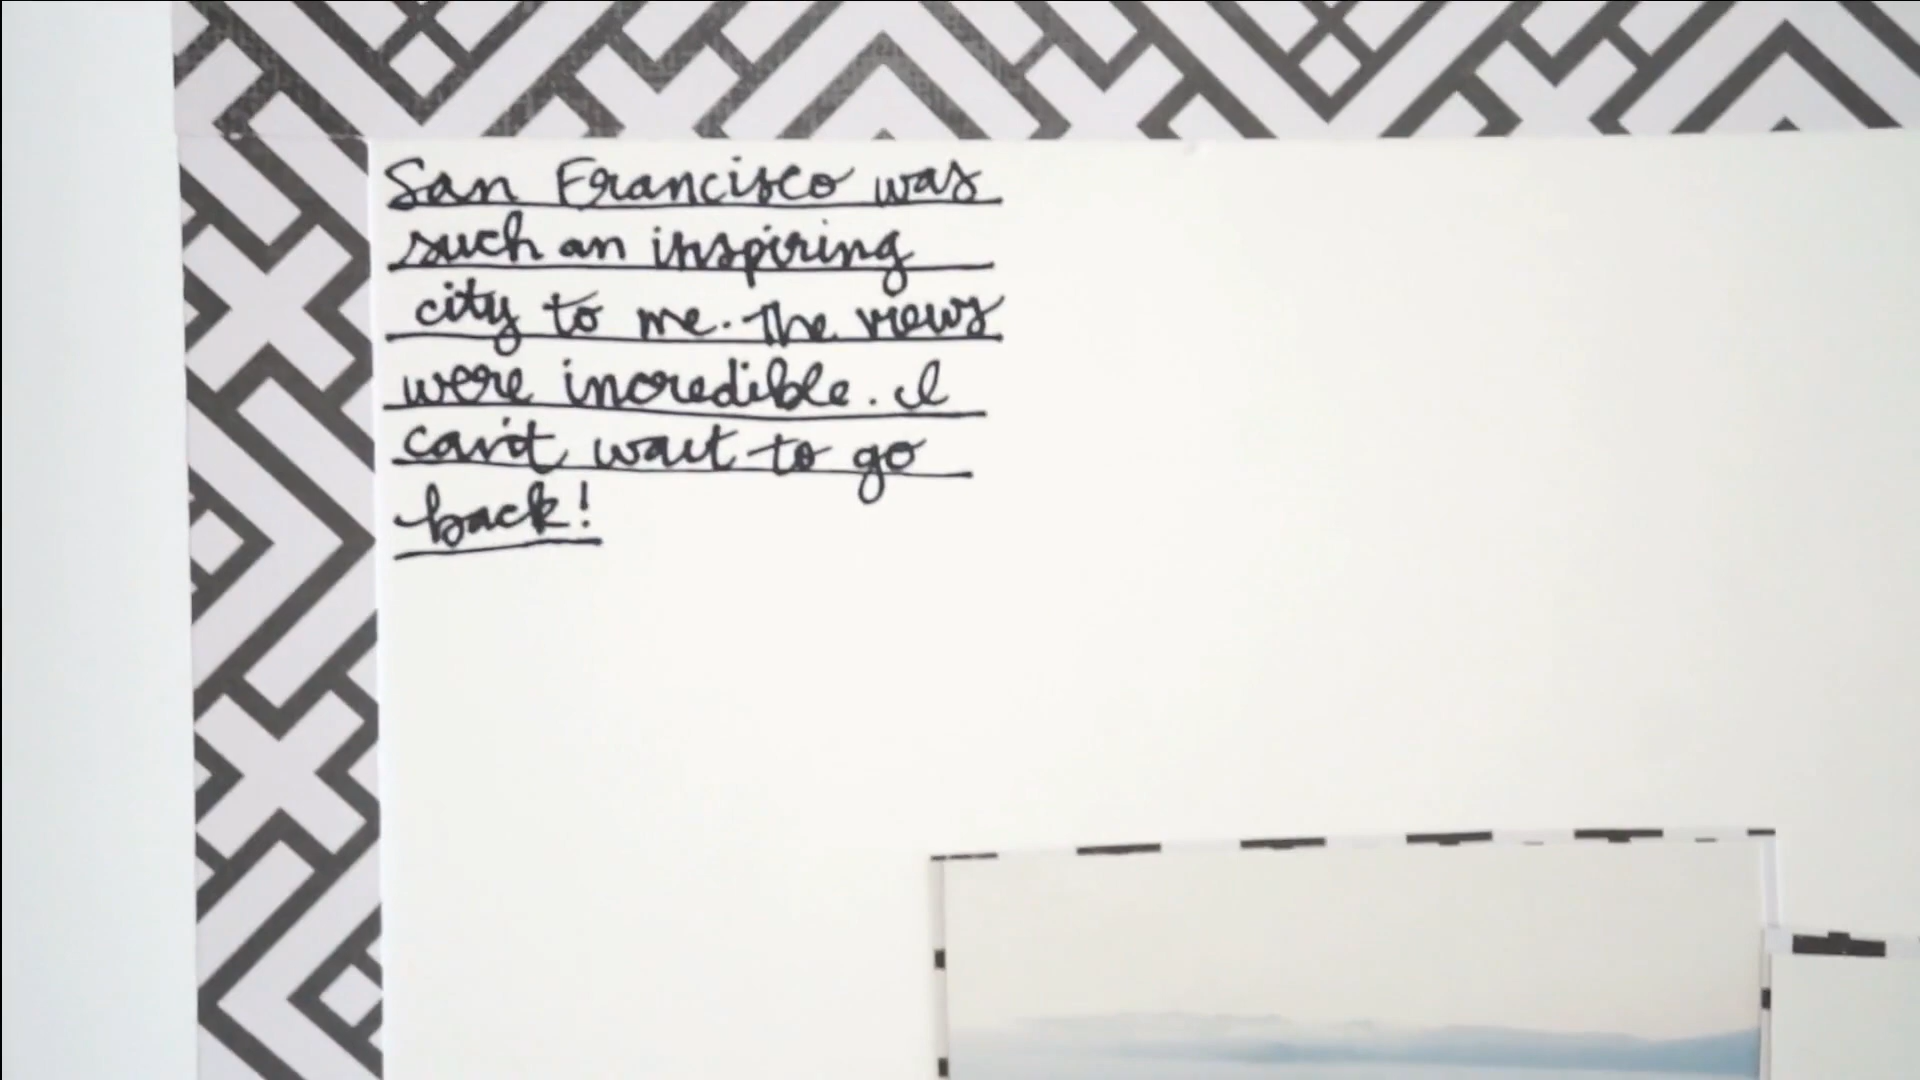 San Francisco was
such an inspiring
city to me. The views
were incredible. I
can't wait to go
back!